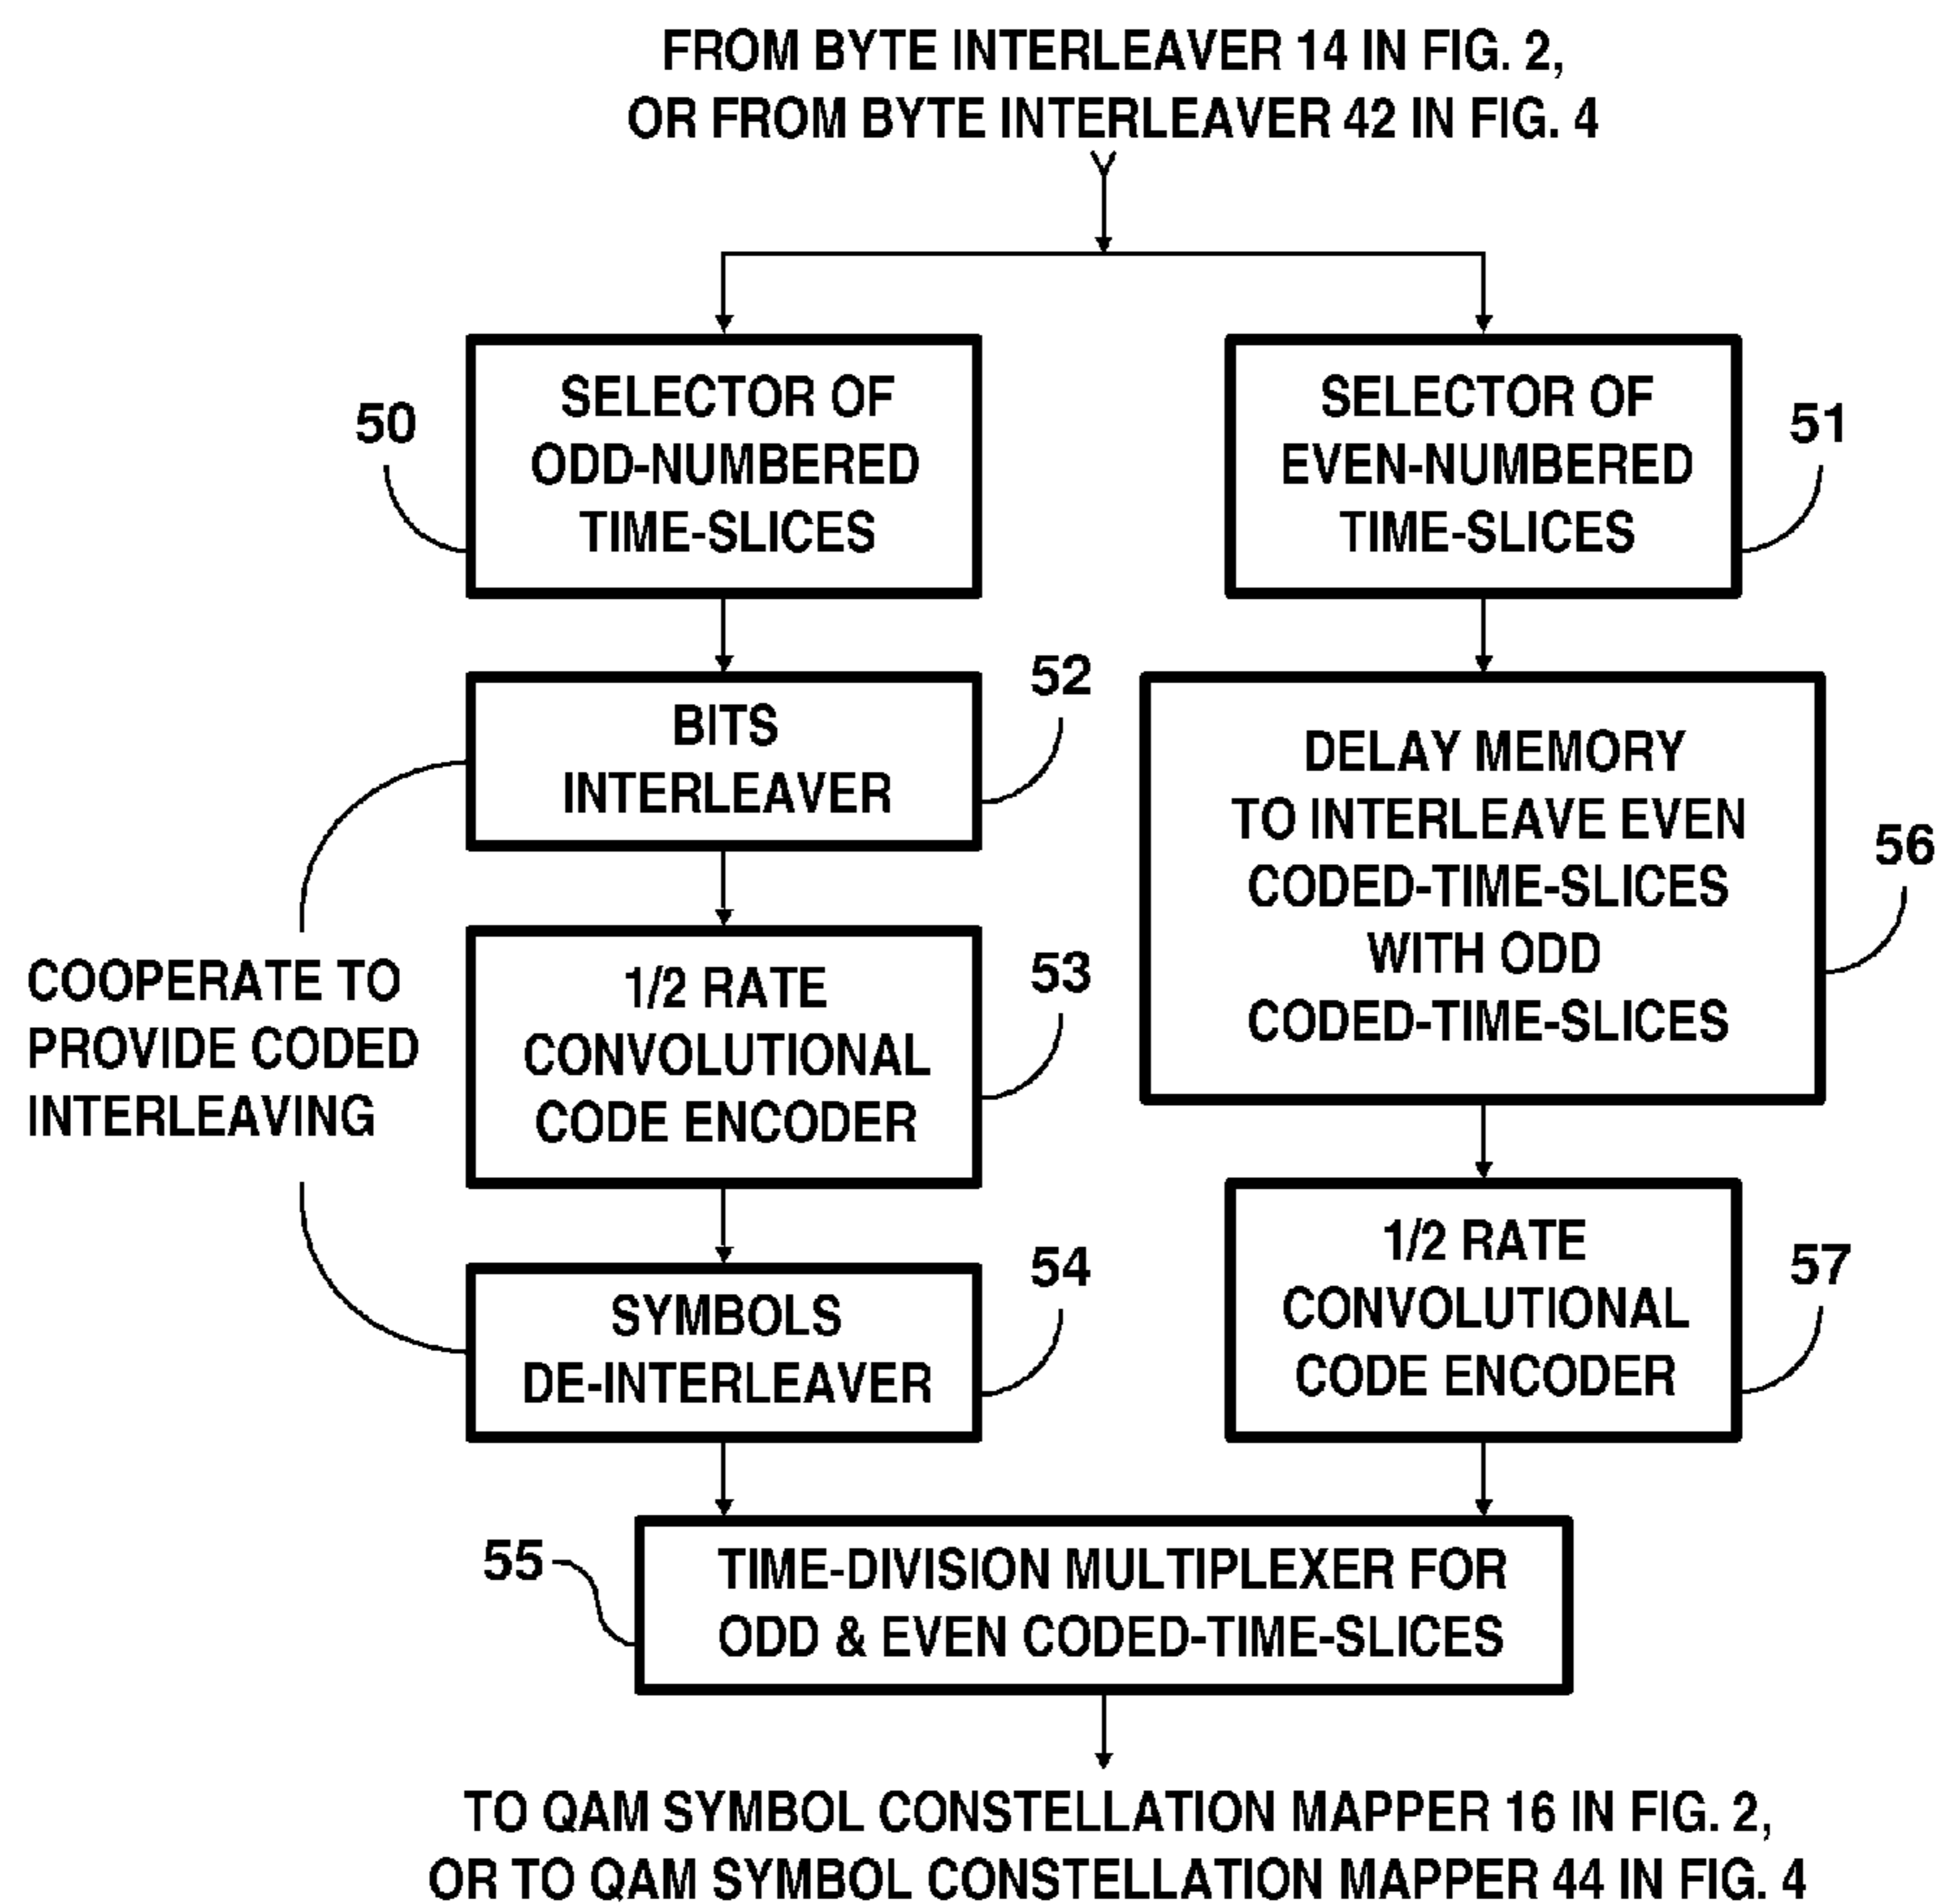 FROM BYTE INTERLEAVER 14 IN FIG. 2,
OR FROM BYTE INTERLEAVER 42 IN FIG. 4
50
SELECTOR OF
ODD-NUMBERED
TIME-SLICES
SELECTOR OF
EVEN-NUMBERED
TIME-SLICES
51
BITS
INTERLEAVER
52
DELAY MEMORY
TO INTERLEAVE EVEN
CODED-TIME-SLICES
WITH ODD
CODED-TIME-SLICES
56
COOPERATE TO
PROVIDE CODED
INTERLEAVING
1/2 RATE
CONVOLUTIONAL
CODE ENCODER
53
SYMBOLS
DE-INTERLEAVER
54
1/2 RATE
CONVOLUTIONAL
CODE ENCODER
57
55
TIME-DIVISION MULTIPLEXER FOR
ODD & EVEN CODED-TIME-SLICES
TO QAM SYMBOL CONSTELLATION MAPPER 16 IN FIG. 2,
OR TO QAM SYMBOL CONSTELLATION MAPPER 44 IN FIG. 4